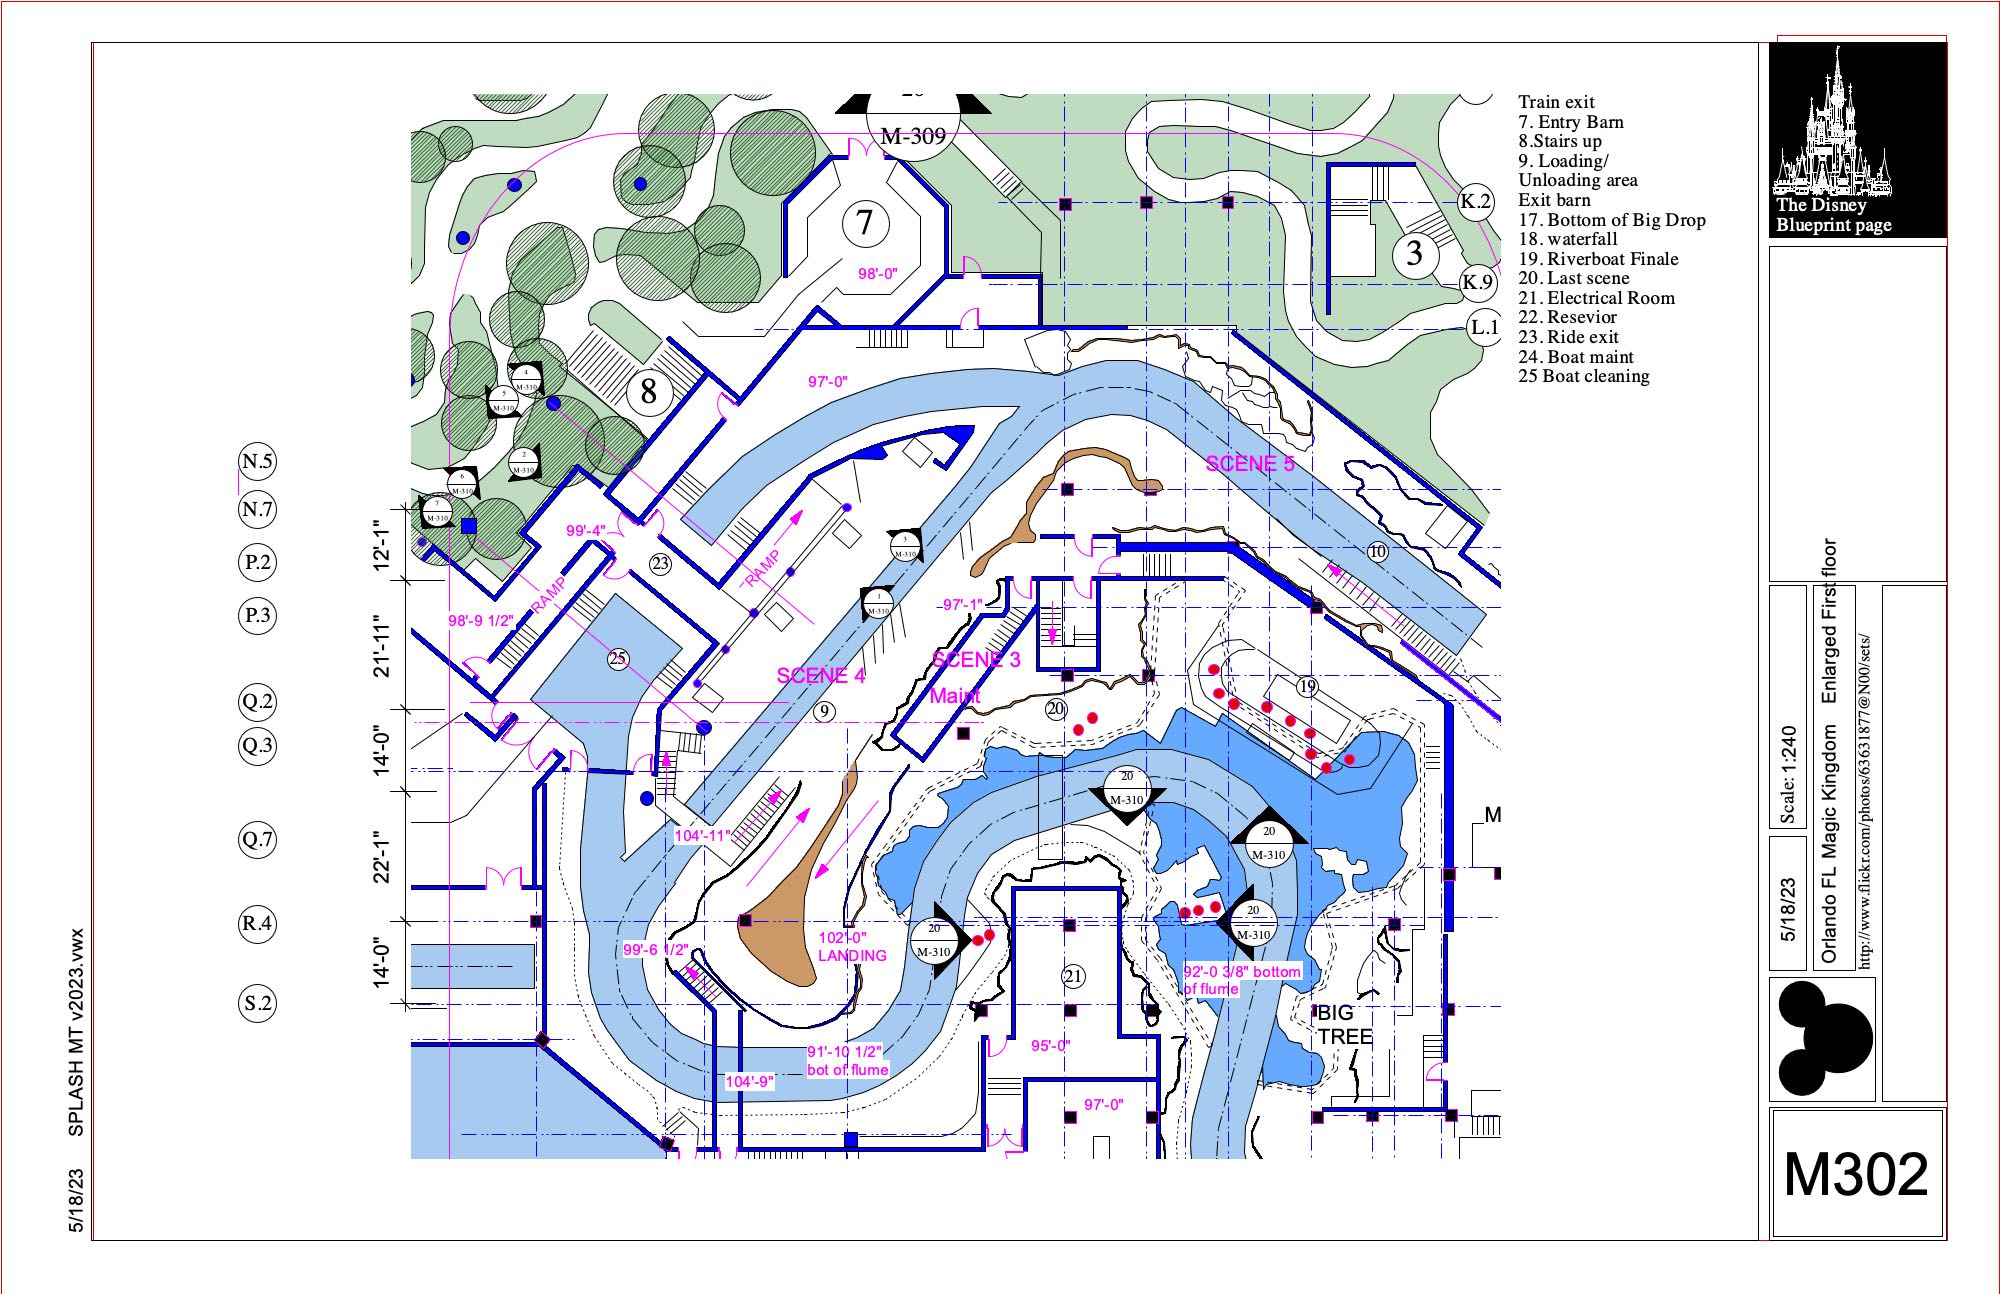 Train exit
7. Entry Barn
8.Stairs up
9. Loading/
Unloading area
Exit barn
17. Bottom of Big Drop
18. waterfall
19. Riverboat Finale
20. Last scene
21. Electrical Room
22. Resevior
23. Ride exit
24. Boat maint
25 Boat cleaning
The Disney
Blueprint page
M-309
7
98'-0"
3
K.2
K.9
L.1
8
97'-0"
4
M-310
5
M-310
2
M-310
6
M-310
7
M-310
SCENE 5
10
99'-4"
23
RAMP
RAMP
3
M-310
1
M-310
98'-9 1/2"
97'-1"
25
SCENE 4
SCENE 3
Maint
9
20
19
20
M-310
20
M-310
20
M-310
20
M-310
104'-11"
99'-6 1/2"
102'-0"
LANDING
21
92'-0 3/8" bottom
of flume
BIG
TREE
M
91'-10 1/2"
bot of flume
104'-9"
95'-0"
97'-0"
N.5
N.7
P.2
P.3
Q.2
Q.3
Q.7
R.4
S.2
12'-1"
21'-11"
14'-0"
22'-1"
14'-0"
5/18/23 SPLASH MT v2023.vwx
Scale: 1:240
5/18/23
Orlando FL Magic Kingdom Enlarged First floor
http://www.flickr.com/photos/63631877@N00/sets/
M302